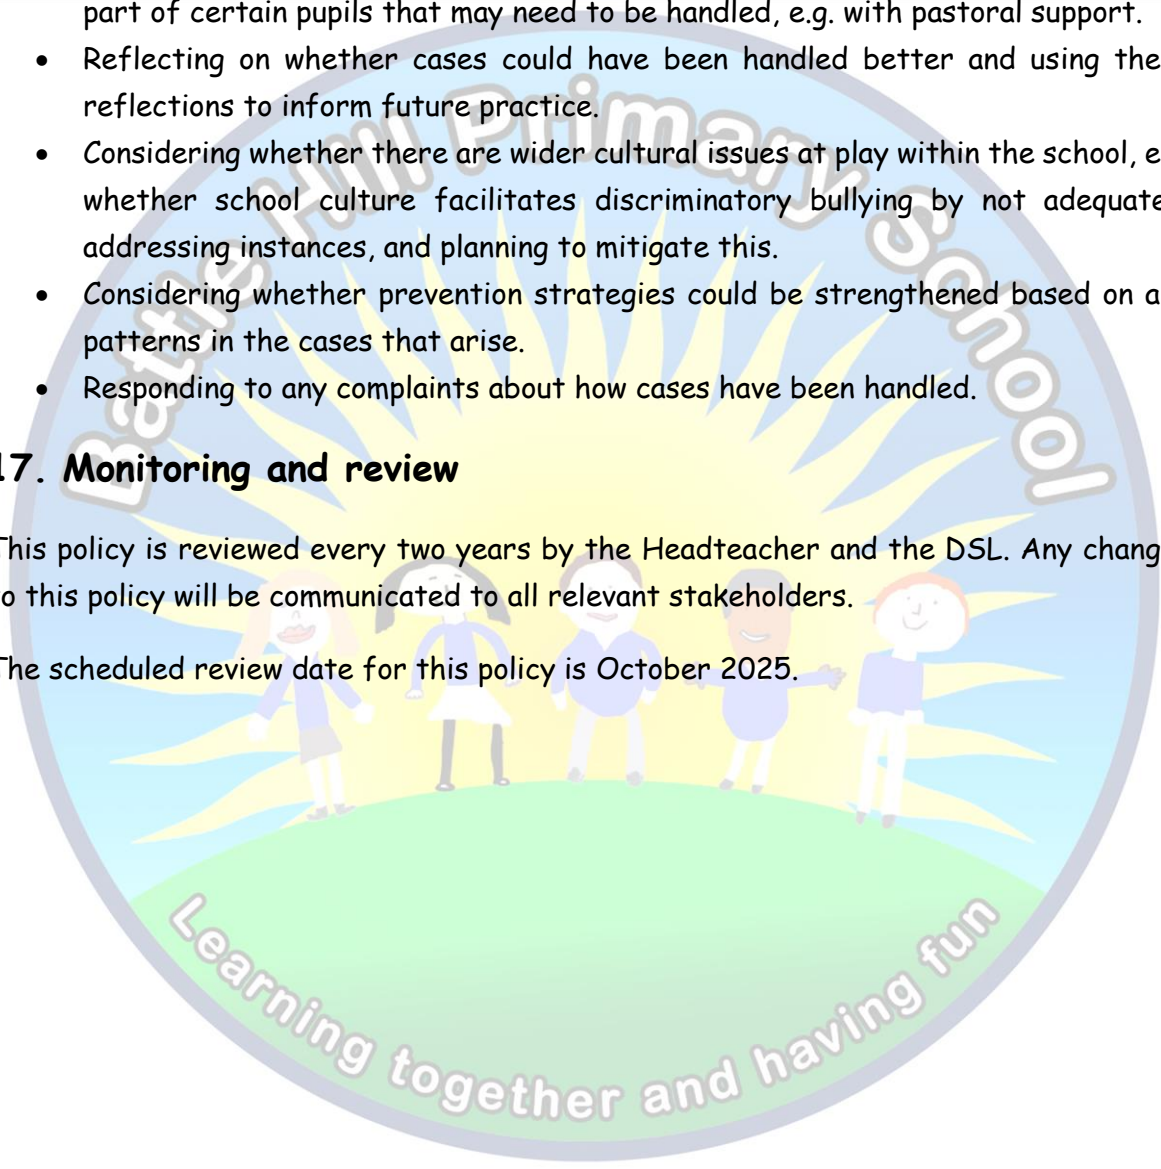 part of certain pupils that may need to be handled, e.g. with pastoral support.
• Reflecting on whether cases could have been handled better and using the
reflections to inform future practice.
• Considering whether there are wider cultural issues at play within the school, e
whether school culture facilitates discriminatory bullying by not adequate
addressing instances, and planning to mitigate this.
• Considering whether prevention strategies could be strengthened based on a
patterns in the cases that arise.
• Responding to any complaints about how cases have been handled.
17. Monitoring and review
This policy is reviewed every two years by the Headteacher and the DSL. Any chang
to this policy will be communicated to all relevant stakeholders.
The scheduled review date for this policy is October 2025.
Battle Hill Primary School
Learning together and having fun